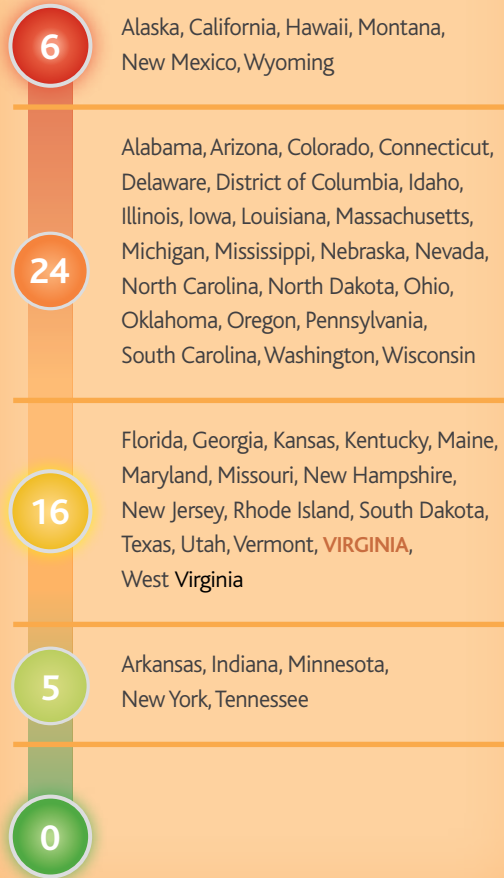 6
Alaska, California, Hawaii, Montana,
New Mexico, Wyoming
24
Alabama, Arizona, Colorado, Connecticut,
Delaware, District of Columbia, Idaho,
Illinois, Iowa, Louisiana, Massachusetts,
Michigan, Mississippi, Nebraska, Nevada,
North Carolina, North Dakota, Ohio,
Oklahoma, Oregon, Pennsylvania,
South Carolina, Washington, Wisconsin
16
Florida, Georgia, Kansas, Kentucky, Maine,
Maryland, Missouri, New Hampshire,
New Jersey, Rhode Island, South Dakota,
Texas, Utah, Vermont, VIRGINIA,
West Virginia
5
Arkansas, Indiana, Minnesota,
New York, Tennessee
0